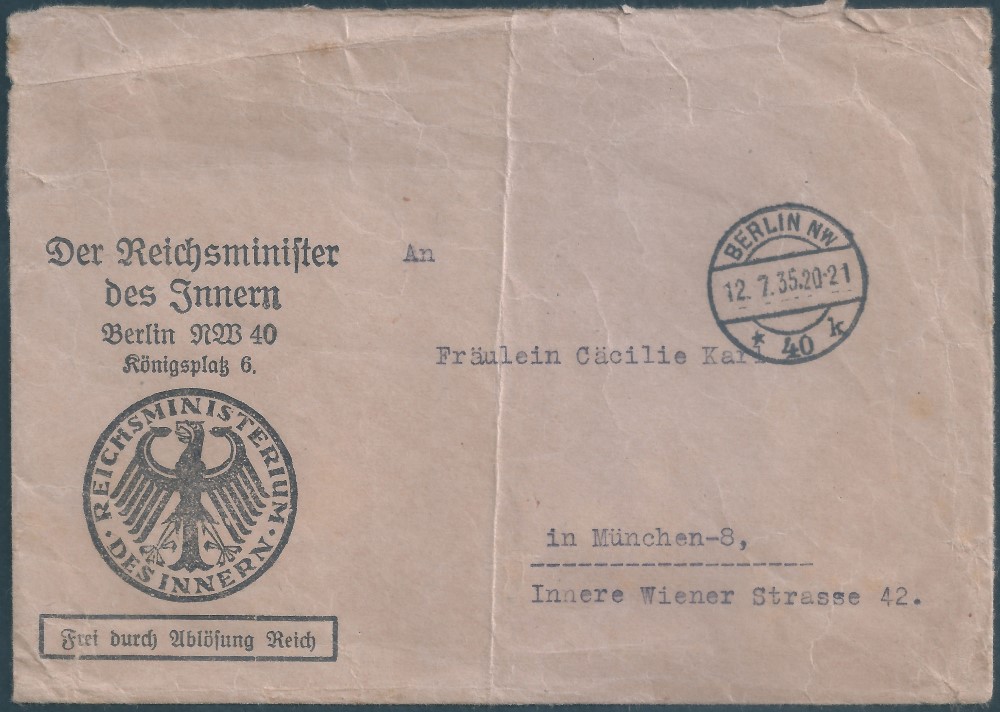 Der Reichsminister
des Innern
Berlin NW 40
Königsplatz 6.
REICHSMINISTERIUM
· DES INNERN ·
Frei durch Ablösung Reich
An
Fräulein Cäcilie Karl
in München-8,
Innere Wiener Strasse 42.
BERLIN NW
12. 7. 35. 20-21
* 40 k